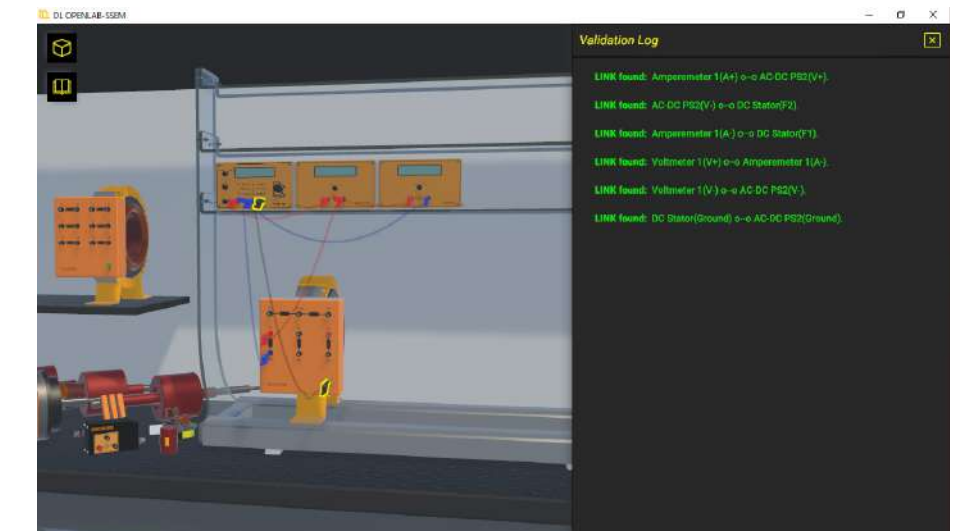 DL OPENLAB-SSEM
Validation Log
LINK found: Amperemeter 1(A+) o--o AC-DC PS2(V+).
LINK found: AC-DC PS2(V-) o--o DC Stator(F2)
LINK found: Amperemeter 1(A-) o--o DC Stator(F1).
LINK found: Voltmeter 1(V+) o--o Amperemeter 1(A-).
LINK found: Voltmeter 1(V-) o--o AC-DC PS2(V-).
LINK found: DC Stator(Ground) o--o AC-DC PS2(Ground).